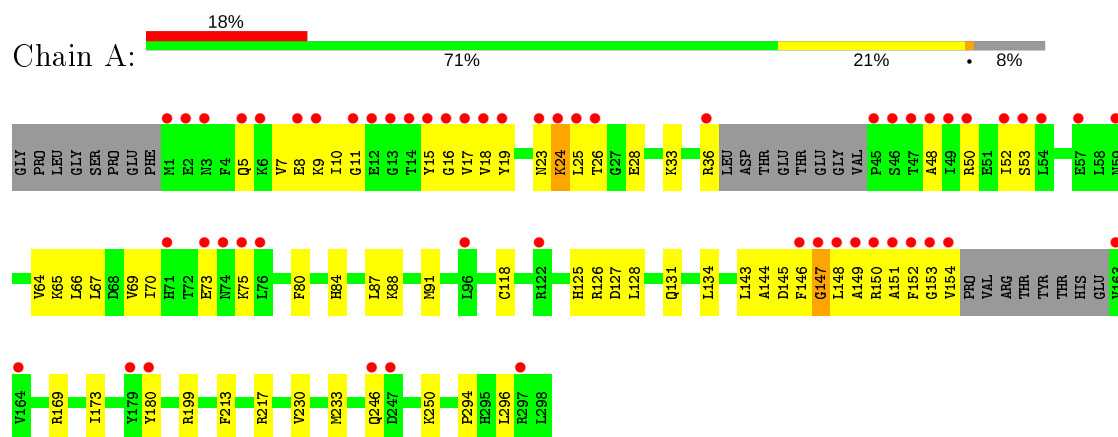 18%
Chain A:
71% 21% • 8%
GLY PRO LEU GLY SER PRO GLU PHE M1 E2 N3 F4 Q5 K6 V7 E8 K9 I10 G11 E12 G13 T14 Y15 G16 V17 V18 Y19 N23 K24 L25 T26 G27 E28 K33 R36 LEU ASP THR GLU THR GLU GLY VAL P45 S46 T47 A48 I49 R50 E51 I52 S53 L54 E57 L58 N59
V64 K65 L66 L67 D68 V69 I70 H71 T72 E73 N74 K75 L76 F80 H84 L87 K88 M91 L96 C118 R122 H125 R126 D127 L128 Q131 L134 L143 A144 D145 F146 G147 L148 A149 R150 A151 F152 G153 V154 PRO VAL ARG THR TYR THR HIS GLU V163
V164 R169 I173 Y179 Y180 R199 F213 R217 V230 M233 Q246 D247 K250 P294 H295 L296 R297 L298